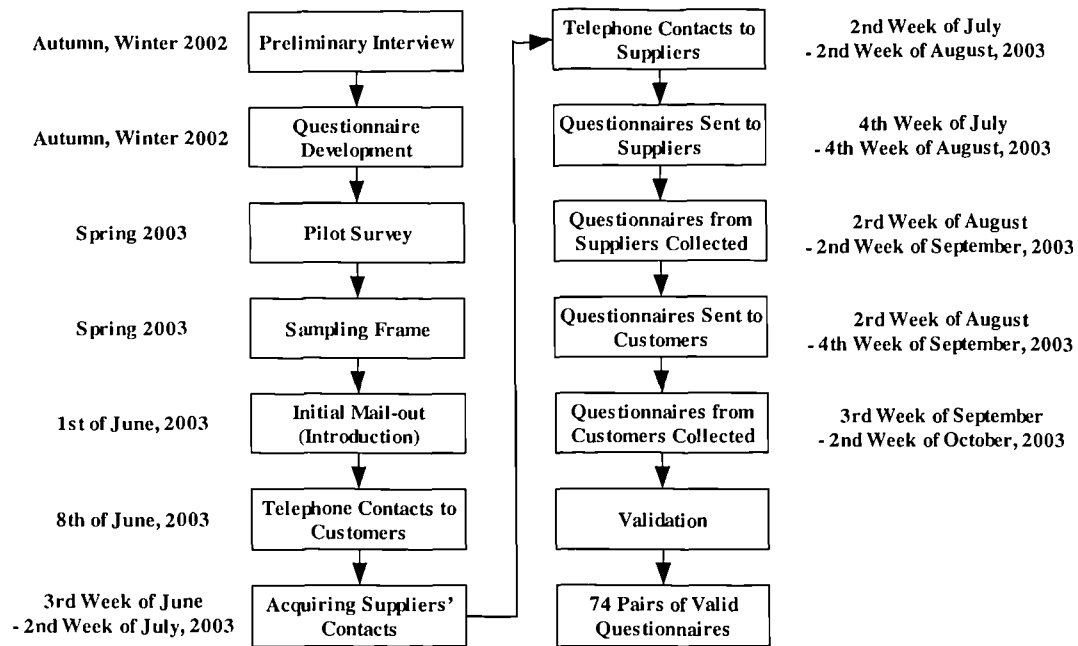 Autumn, Winter 2002
Preliminary Interview
Autumn, Winter 2002
Questionnaire
Development
Spring 2003
Pilot Survey
Spring 2003
Sampling Frame
1st of June, 2003
Initial Mail-out
(Introduction)
8th of June, 2003
Telephone Contacts to
Customers
3rd Week of June
- 2nd Week of July, 2003
Acquiring Suppliers’
Contacts
Telephone Contacts to
Suppliers
2nd Week of July
- 2nd Week of August, 2003
Questionnaires Sent to
Suppliers
4th Week of July
- 4th Week of August, 2003
Questionnaires from
Suppliers Collected
2rd Week of August
- 2nd Week of September, 2003
Questionnaires Sent to
Customers
2rd Week of August
- 4th Week of September, 2003
Questionnaires from
Customers Collected
3rd Week of September
- 2nd Week of October, 2003
Validation
74 Pairs of Valid
Questionnaires